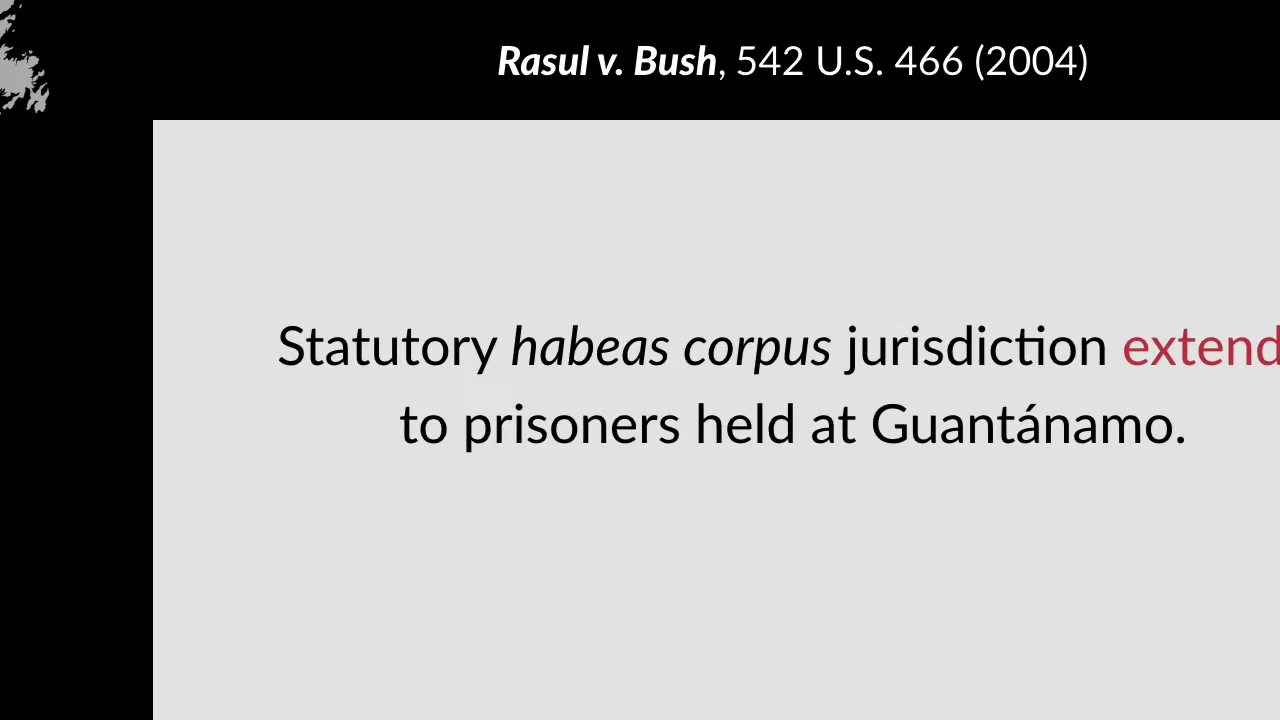 Rasul v. Bush, 542 U.S. 466 (2004)
Statutory habeas corpus jurisdiction extend
to prisoners held at Guantánamo.